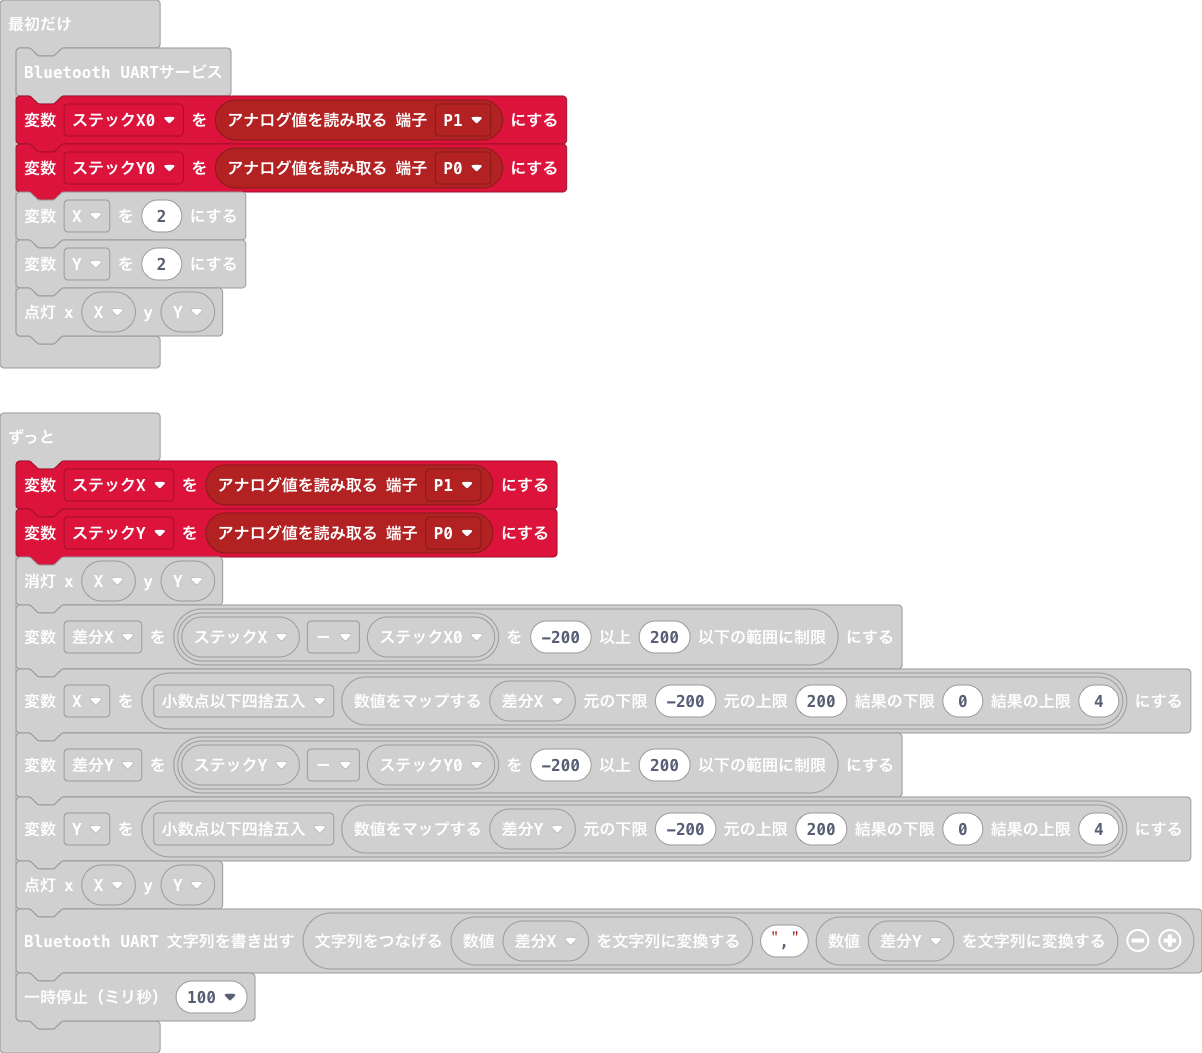 最初だけ
Bluetooth UARTサービス
変数 ステックX0 を アナログ値を読み取る 端子 P1 にする
変数 ステックY0 を アナログ値を読み取る 端子 P0 にする
変数 X を 2 にする
変数 Y を 2 にする
点灯 x X y Y
ずっと
変数 ステックX を アナログ値を読み取る 端子 P1 にする
変数 ステックY を アナログ値を読み取る 端子 P0 にする
消灯 x X y Y
変数 差分X を ステックX − ステックX0 を -200 以上 200 以下の範囲に制限 にする
変数 X を 小数点以下四捨五入 数値をマップする 差分X 元の下限 -200 元の上限 200 結果の下限 0 結果の上限 4 にする
変数 差分Y を ステックY − ステックY0 を -200 以上 200 以下の範囲に制限 にする
変数 Y を 小数点以下四捨五入 数値をマップする 差分Y 元の下限 -200 元の上限 200 結果の下限 0 結果の上限 4 にする
点灯 x X y Y
Bluetooth UART 文字列を書き出す 文字列をつなげる 数値 差分X を文字列に変換する "," 数値 差分Y を文字列に変換する
一時停止（ミリ秒） 100